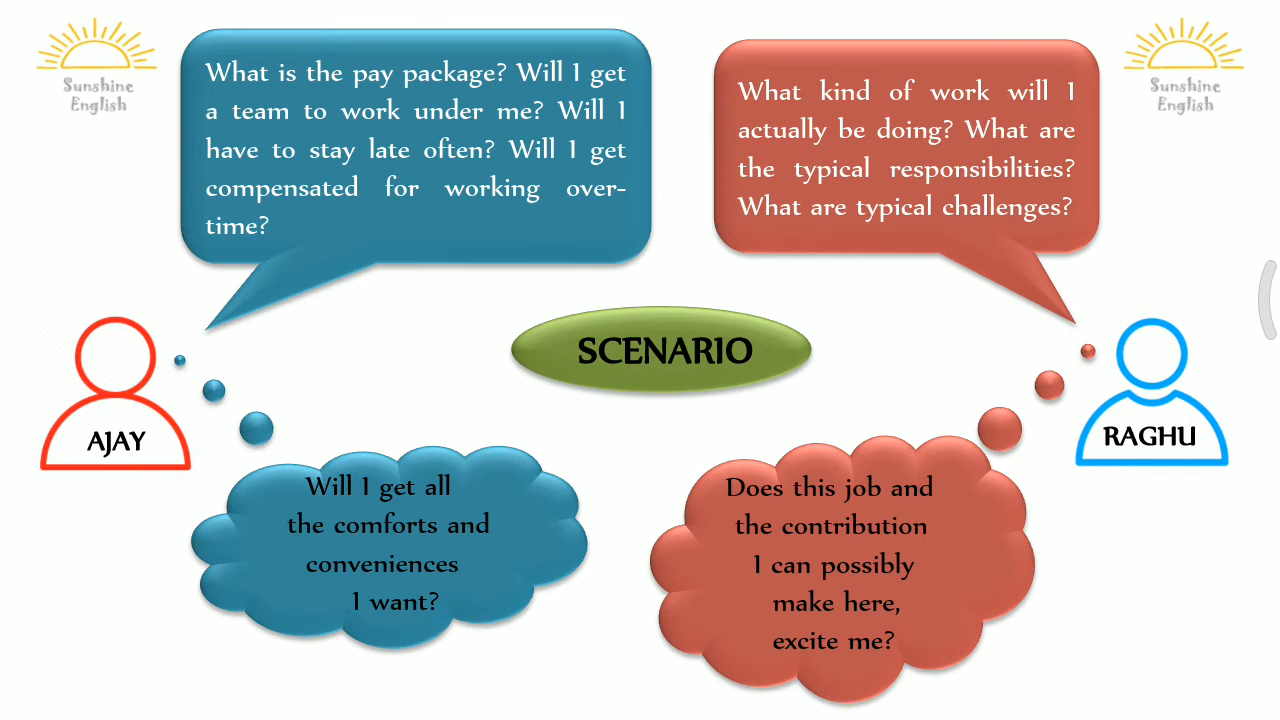 Sunshine
English
What is the pay package? Will I get
a team to work under me? Will I
have to stay late often? Will I get
compensated for working over-
time?
What kind of work will I
actually be doing? What are
the typical responsibilities?
What are typical challenges?
Sunshine
English
SCENARIO
AJAY
RAGHU
Will I get all
the comforts and
conveniences
I want?
Does this job and
the contribution
I can possibly
make here,
excite me?